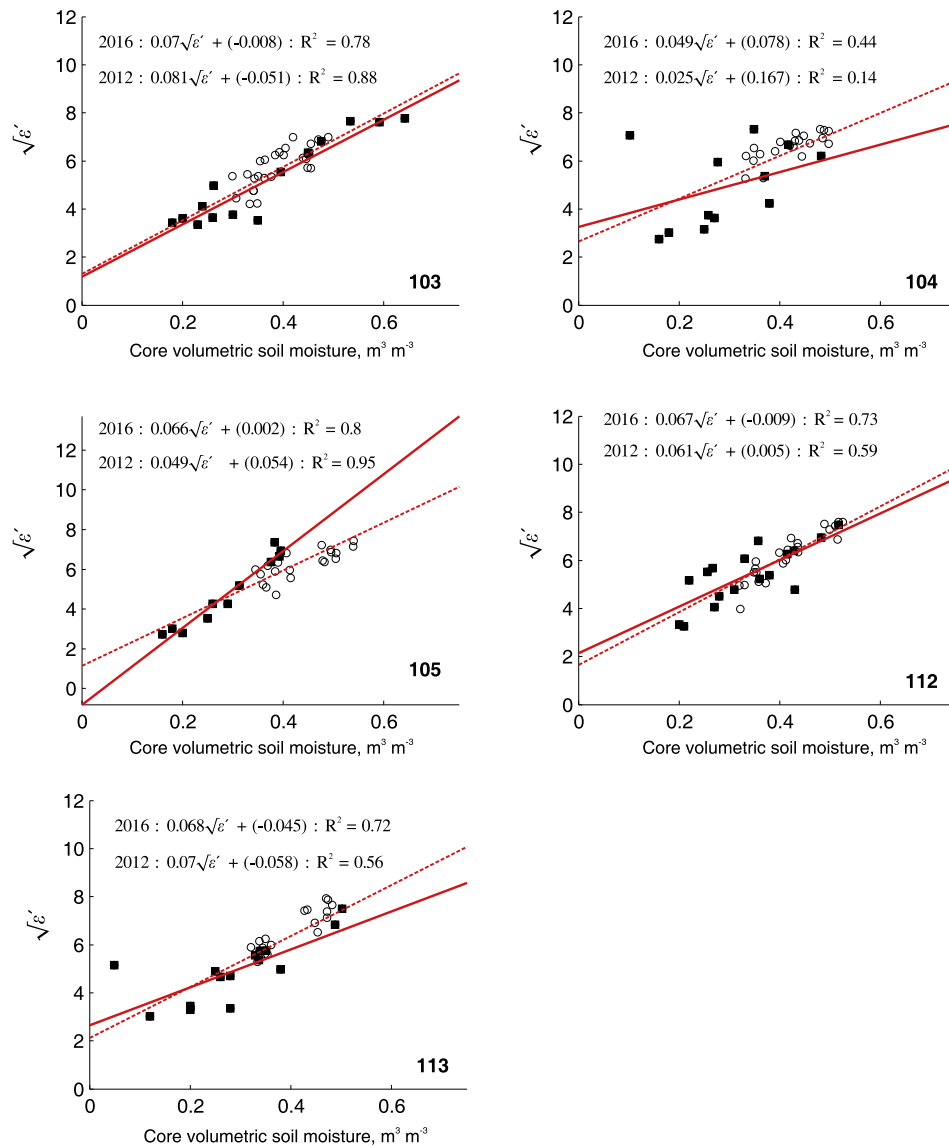 12
10
8
6
4
2
0
√ε′
2016 : 0.07√ε′ + (-0.008) : R² = 0.78
2012 : 0.081√ε′ + (-0.051) : R² = 0.88
103
0 0.2 0.4 0.6
Core volumetric soil moisture, m³ m⁻³
12
10
8
6
4
2
0
√ε′
2016 : 0.049√ε′ + (0.078) : R² = 0.44
2012 : 0.025√ε′ + (0.167) : R² = 0.14
104
0 0.2 0.4 0.6
Core volumetric soil moisture, m³ m⁻³
12
10
8
6
4
2
0
√ε′
2016 : 0.066√ε′ + (0.002) : R² = 0.8
2012 : 0.049√ε′ + (0.054) : R² = 0.95
105
0 0.2 0.4 0.6
Core volumetric soil moisture, m³ m⁻³
12
10
8
6
4
2
0
√ε′
2016 : 0.067√ε′ + (-0.009) : R² = 0.73
2012 : 0.061√ε′ + (0.005) : R² = 0.59
112
0 0.2 0.4 0.6
Core volumetric soil moisture, m³ m⁻³
12
10
8
6
4
2
0
√ε′
2016 : 0.068√ε′ + (-0.045) : R² = 0.72
2012 : 0.07√ε′ + (-0.058) : R² = 0.56
113
0 0.2 0.4 0.6
Core volumetric soil moisture, m³ m⁻³